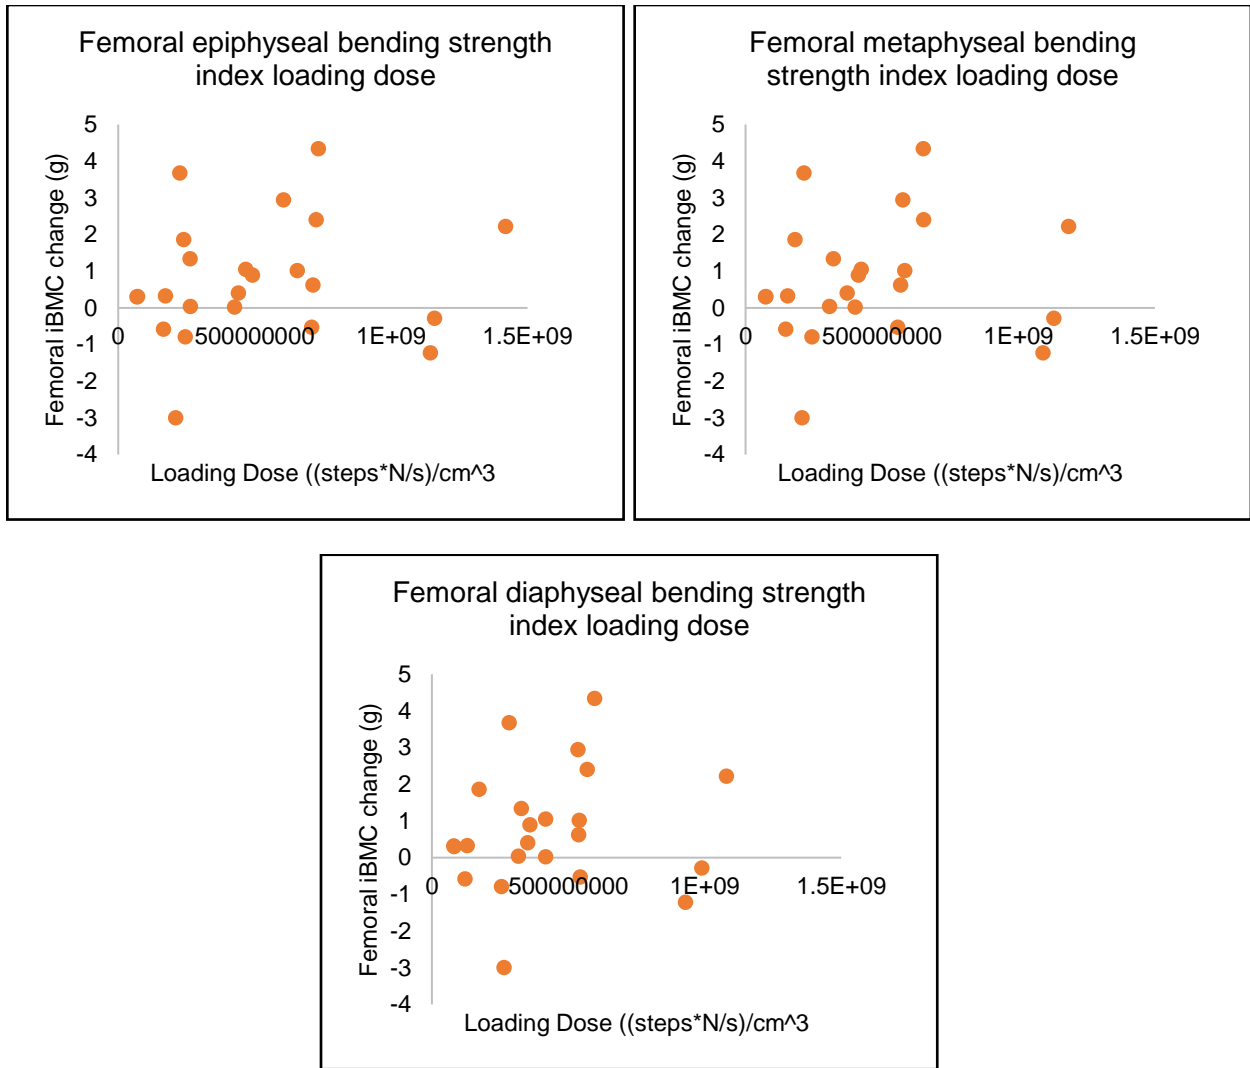 Femoral epiphyseal bending strength
index loading dose
5
4
3
2
1
0
-1
-2
-3
-4
0
500000000
1E+09
1.5E+09
Femoral iBMC change (g)
Loading Dose ((steps*N/s)/cm^3
Femoral metaphyseal bending
strength index loading dose
5
4
3
2
1
0
-1
-2
-3
-4
0
500000000
1E+09
1.5E+09
Femoral iBMC change (g)
Loading Dose ((steps*N/s)/cm^3
Femoral diaphyseal bending strength
index loading dose
5
4
3
2
1
0
-1
-2
-3
-4
0
500000000
1E+09
1.5E+09
Femoral iBMC change (g)
Loading Dose ((steps*N/s)/cm^3